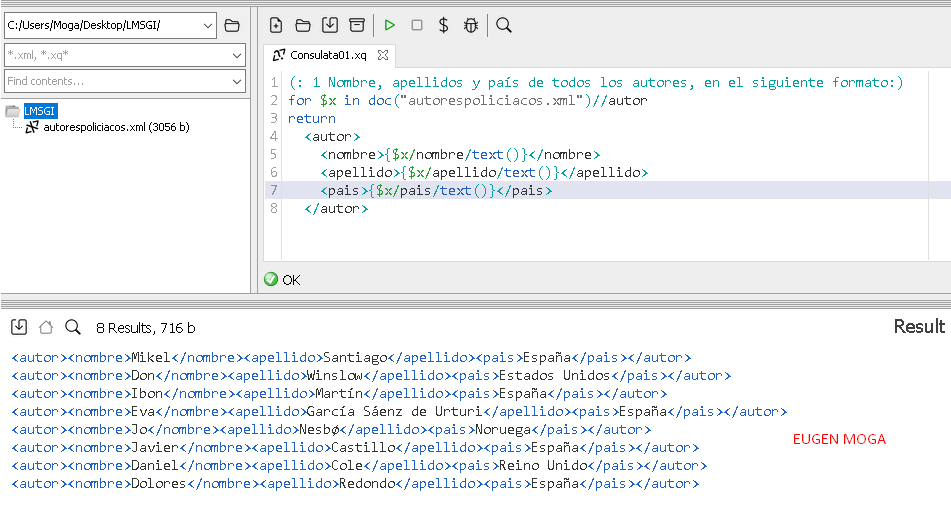 C:/Users/Moga/Desktop/LMSGI/
*.xml, *.xq*
Find contents...
LMSGI
autorespoliciacos.xml (3056 b)
Consulata01.xq
1 (: 1 Nombre, apellidos y país de todos los autores, en el siguiente formato:)
2 for $x in doc("autorespoliciacos.xml")//autor
3 return
4 <autor>
5 <nombre>{$x/nombre/text()}</nombre>
6 <apellido>{$x/apellido/text()}</apellido>
7 <pais>{$x/pais/text()}</pais>
8 </autor>
OK
8 Results, 716 b
Result
<autor><nombre>Mikel</nombre><apellido>Santiago</apellido><pais>España</pais></autor>
<autor><nombre>Don</nombre><apellido>Winslow</apellido><pais>Estados Unidos</pais></autor>
<autor><nombre>Ibon</nombre><apellido>Martín</apellido><pais>España</pais></autor>
<autor><nombre>Eva</nombre><apellido>García Sáenz de Urturi</apellido><pais>España</pais></autor>
<autor><nombre>Jo</nombre><apellido>Nesbø</apellido><pais>Noruega</pais></autor>
<autor><nombre>Javier</nombre><apellido>Castillo</apellido><pais>España</pais></autor>
<autor><nombre>Daniel</nombre><apellido>Cole</apellido><pais>Reino Unido</pais></autor>
<autor><nombre>Dolores</nombre><apellido>Redondo</apellido><pais>España</pais></autor>
EUGEN MOGA